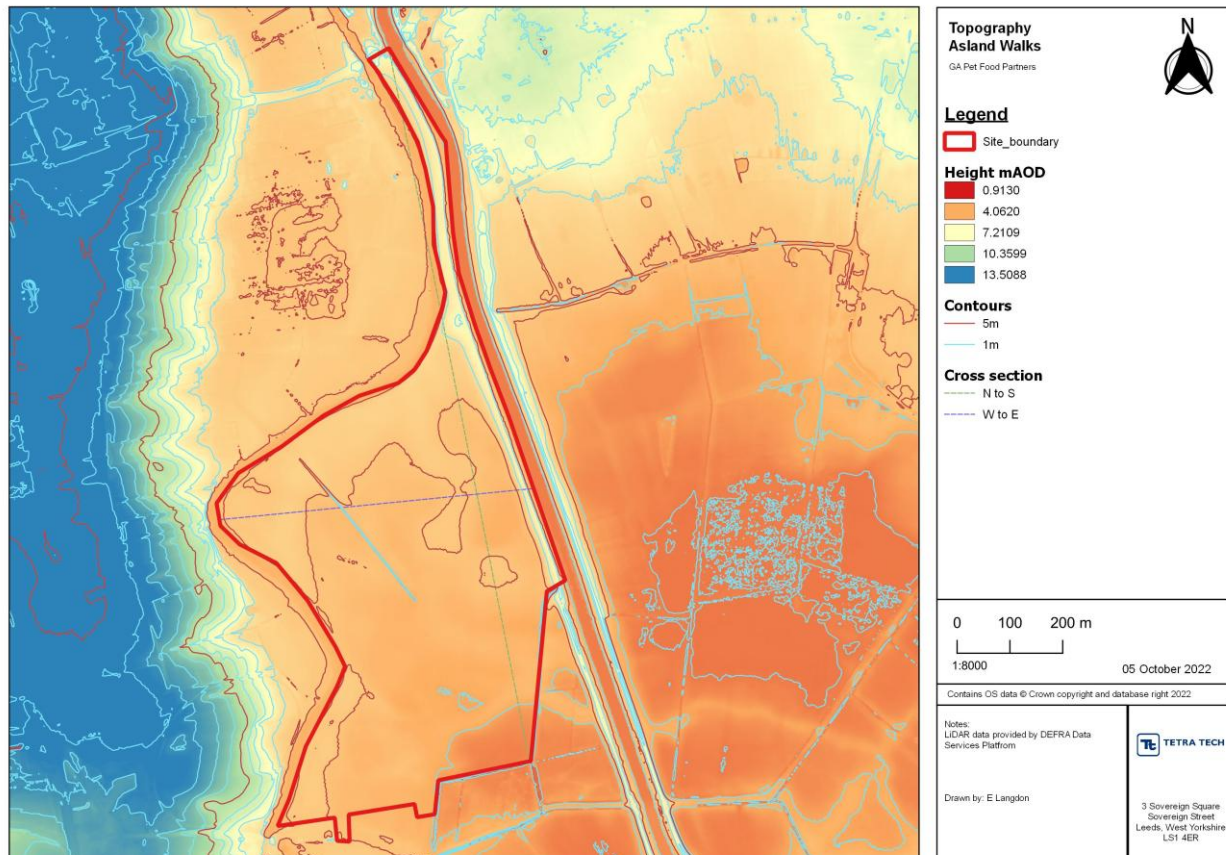 Topography
Asland Walks
GA Pet Food Partners
N
Legend
Site_boundary
Height mAOD
0.9130
4.0620
7.2109
10.3599
13.5088
Contours
5m
1m
Cross section
N to S
W to E
0 100 200 m
1:8000
05 October 2022
Contains OS data © Crown copyright and database right 2022
Notes:
LiDAR data provided by DEFRA Data
Services Platfrom
Drawn by: E Langdon
TETRA TECH
3 Sovereign Square
Sovereign Street
Leeds, West Yorkshire
LS1 4ER